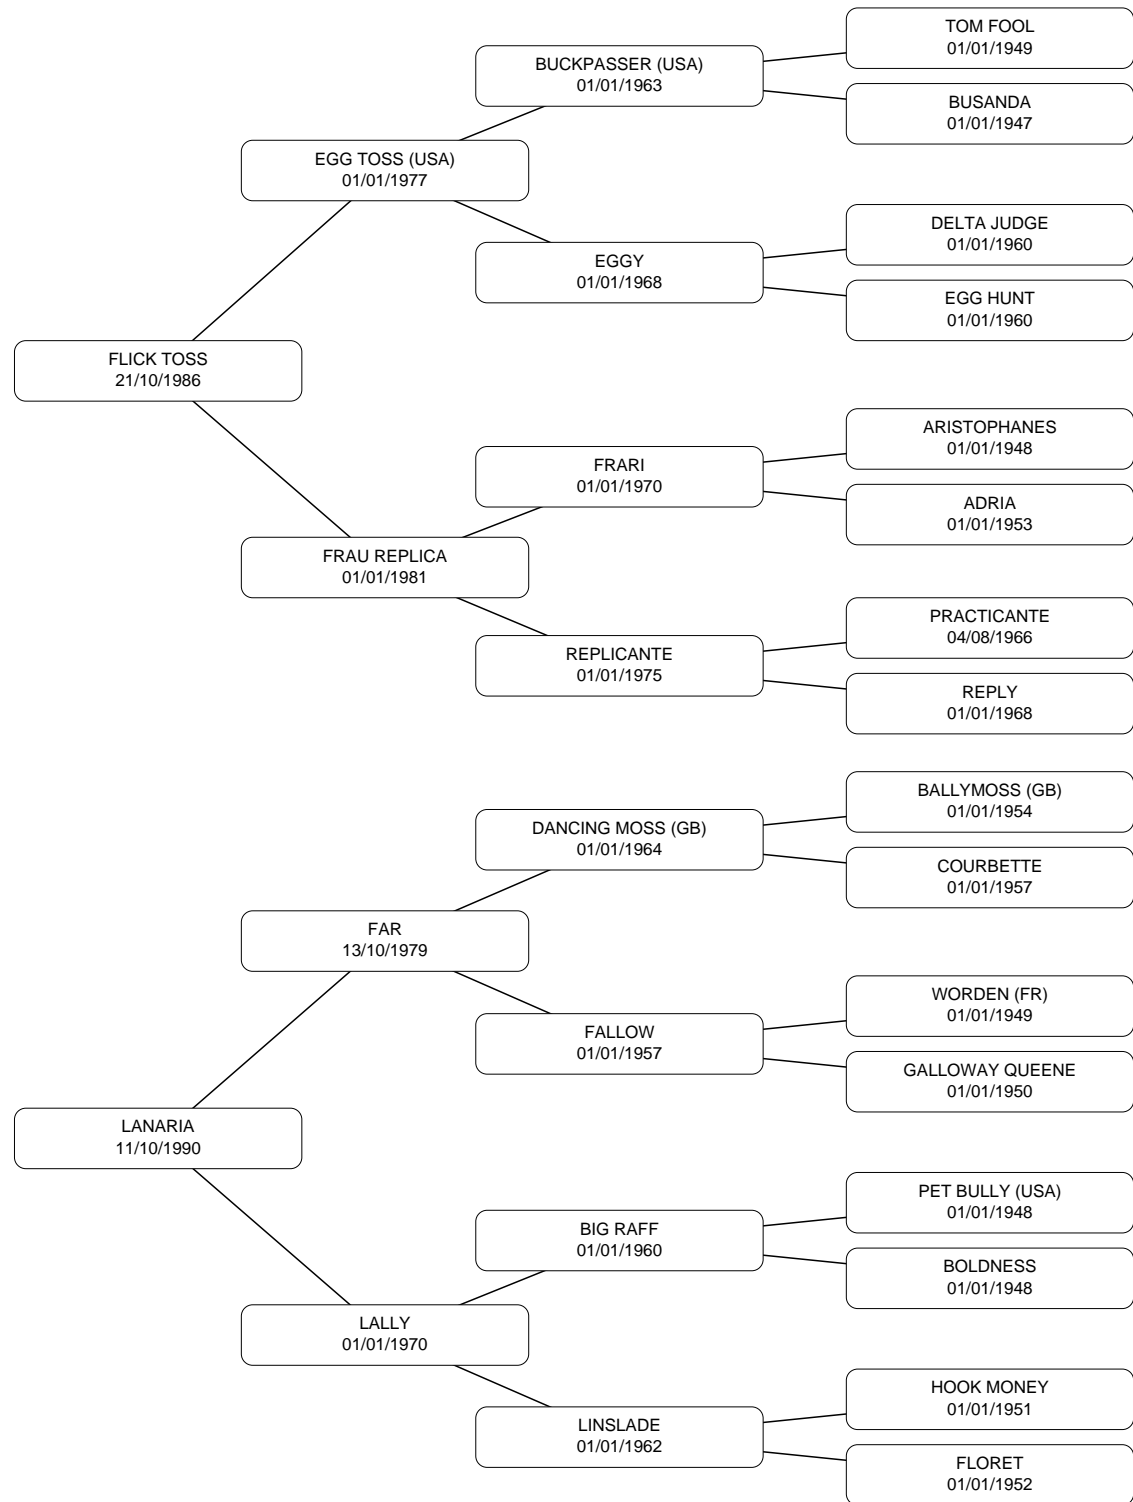 TOM FOOL
01/01/1949
BUCKPASSER (USA)
01/01/1963
BUSANDA
01/01/1947
EGG TOSS (USA)
01/01/1977
DELTA JUDGE
01/01/1960
EGGY
01/01/1968
EGG HUNT
01/01/1960
FLICK TOSS
21/10/1986
ARISTOPHANES
01/01/1948
FRARI
01/01/1970
ADRIA
01/01/1953
FRAU REPLICA
01/01/1981
PRACTICANTE
04/08/1966
REPLICANTE
01/01/1975
REPLY
01/01/1968
BALLYMOSS (GB)
01/01/1954
DANCING MOSS (GB)
01/01/1964
COURBETTE
01/01/1957
FAR
13/10/1979
WORDEN (FR)
01/01/1949
FALLOW
01/01/1957
GALLOWAY QUEENE
01/01/1950
LANARIA
11/10/1990
PET BULLY (USA)
01/01/1948
BIG RAFF
01/01/1960
BOLDNESS
01/01/1948
LALLY
01/01/1970
HOOK MONEY
01/01/1951
LINSLADE
01/01/1962
FLORET
01/01/1952